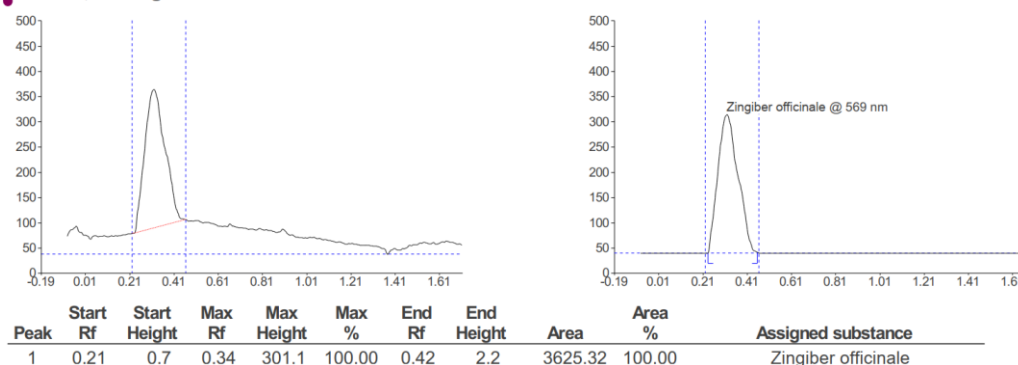 500 500
450 450
400 400
350 350
Zingiber officinale @ 569 nm
300 300
250 250
200 200
150 150
100 100
50 50
0 0
-0.19 0.01 0.21 0.41 0.61 0.81 1.01 1.21 1.41 1.61 -0.19 0.01 0.21 0.41 0.61 0.81 1.01 1.21 1.41 1.6
Start Start Max Max Max End End Area
Peak Rf Height Rf Height % Rf Height Area % Assigned substance
1 0.21 0.7 0.34 301.1 100.00 0.42 2.2 3625.32 100.00 Zingiber officinale